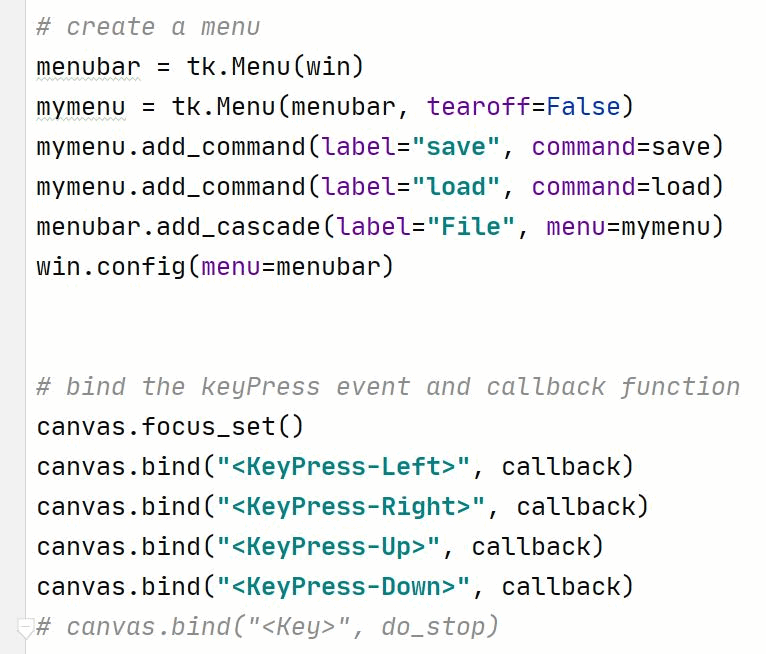 # create a menu
menubar = tk.Menu(win)
mymenu = tk.Menu(menubar, tearoff=False)
mymenu.add_command(label="save", command=save)
mymenu.add_command(label="load", command=load)
menubar.add_cascade(label="File", menu=mymenu)
win.config(menu=menubar)
# bind the keyPress event and callback function
canvas.focus_set()
canvas.bind("<KeyPress-Left>", callback)
canvas.bind("<KeyPress-Right>", callback)
canvas.bind("<KeyPress-Up>", callback)
canvas.bind("<KeyPress-Down>", callback)
# canvas.bind("<Key>", do_stop)